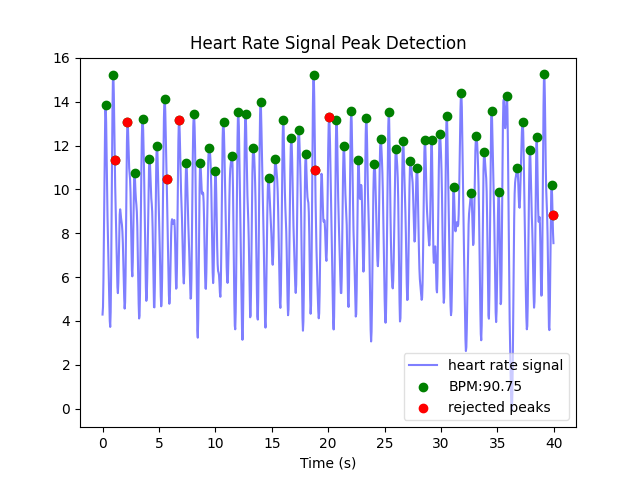 Heart Rate Signal Peak Detection
16
14
12
10
8
6
4
2
0
heart rate signal
BPM:90.75
rejected peaks
0 5 10 15 20 25 30 35 40
Time (s)